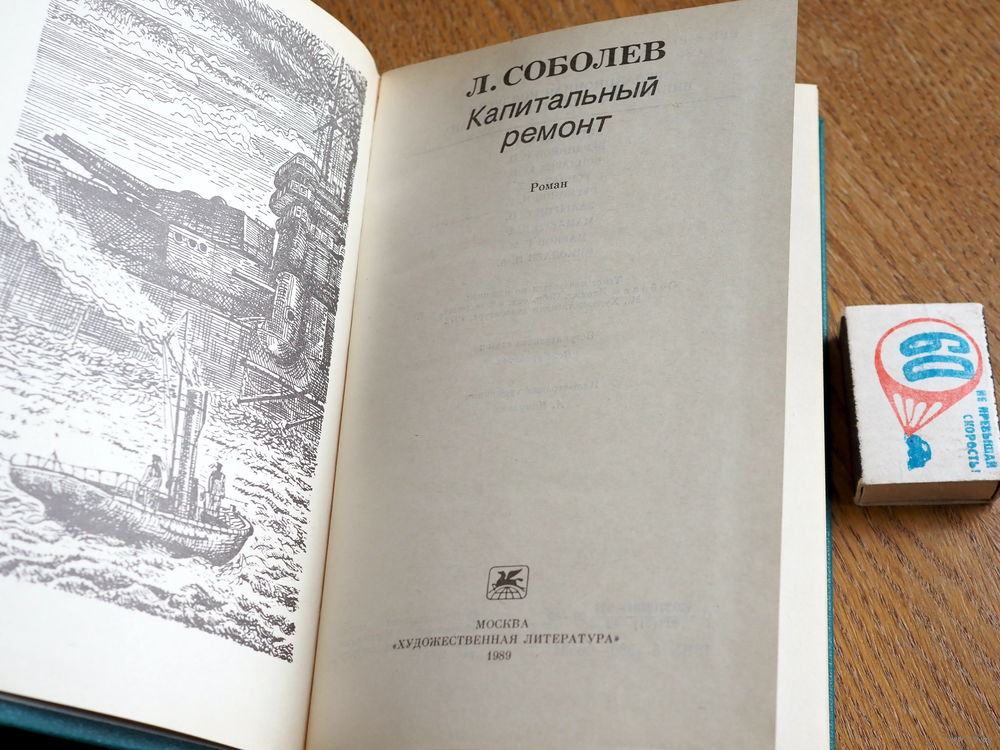 Л. СОБОЛЕВ
Капитальный
ремонт
Роман
МОСКВА
«ХУДОЖЕСТВЕННАЯ ЛИТЕРАТУРА»
1989
60
НЕ ПРЕВЫШАЙ
СКОРОСТЬ!